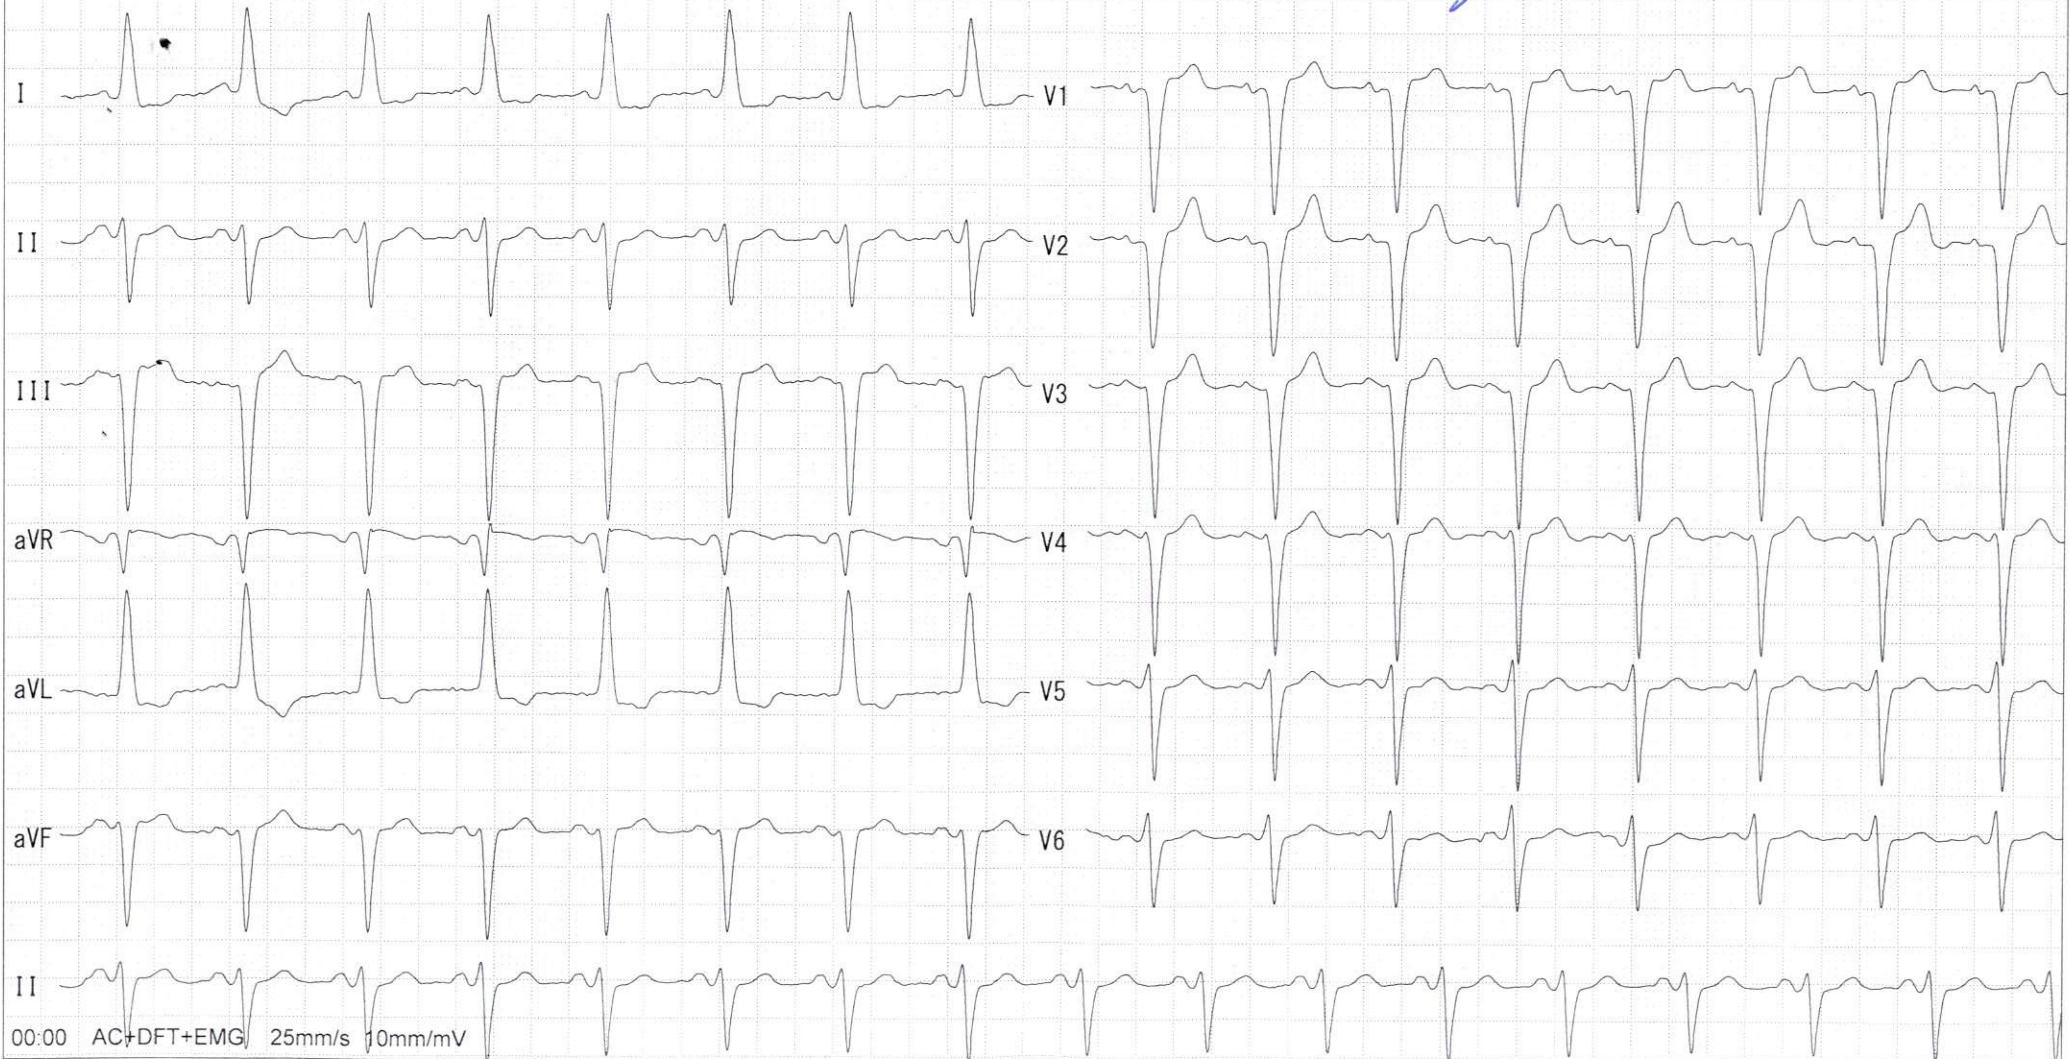 I
II
III
aVR
aVL
aVF
II
V1
V2
V3
V4
V5
V6
00:00 AC+DFT+EMG 25mm/s 10mm/mV